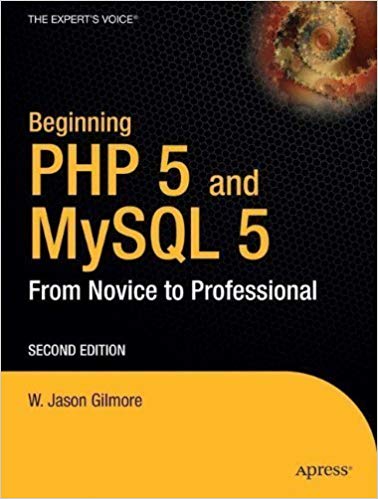 THE EXPERT'S VOICE®
Beginning
PHP 5 and
MySQL 5
From Novice to Professional
SECOND EDITION
W. Jason Gilmore
Apress®